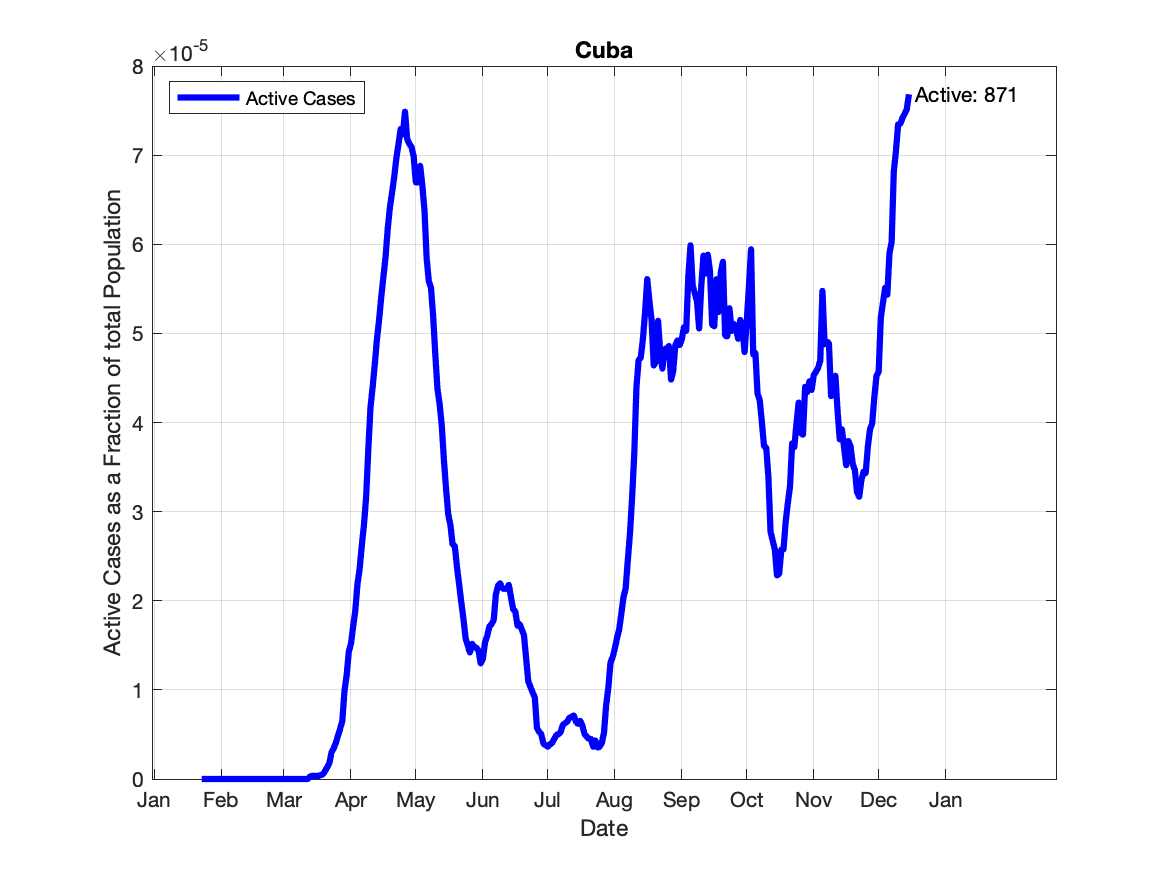 Cuba
×10-5
Active Cases
Active: 871
8
7
6
5
4
3
2
1
0
Active Cases as a Fraction of total Population
Jan Feb Mar Apr May Jun Jul Aug Sep Oct Nov Dec Jan
Date